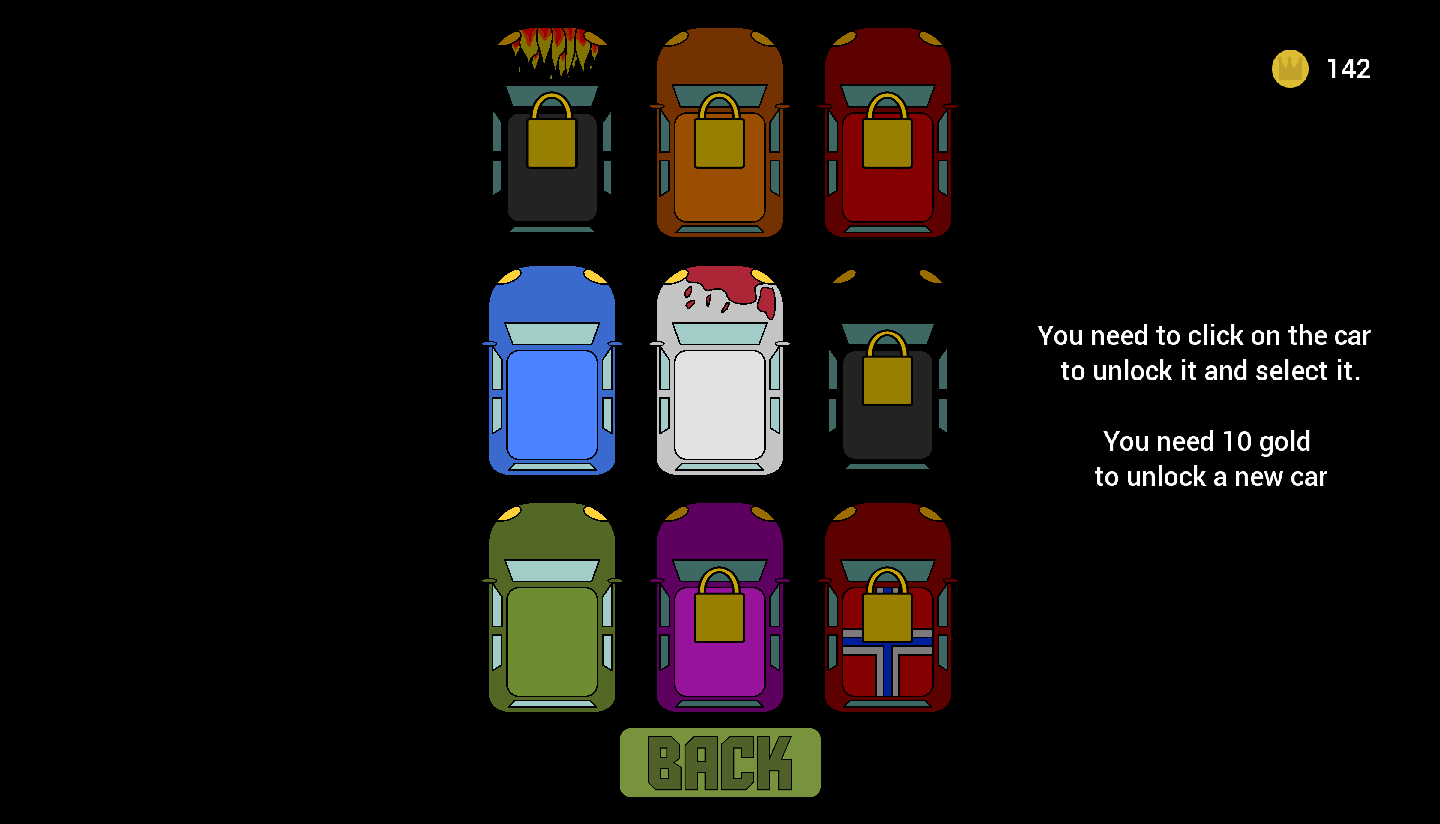 142
You need to click on the car
to unlock it and select it.
You need 10 gold
to unlock a new car
BACK